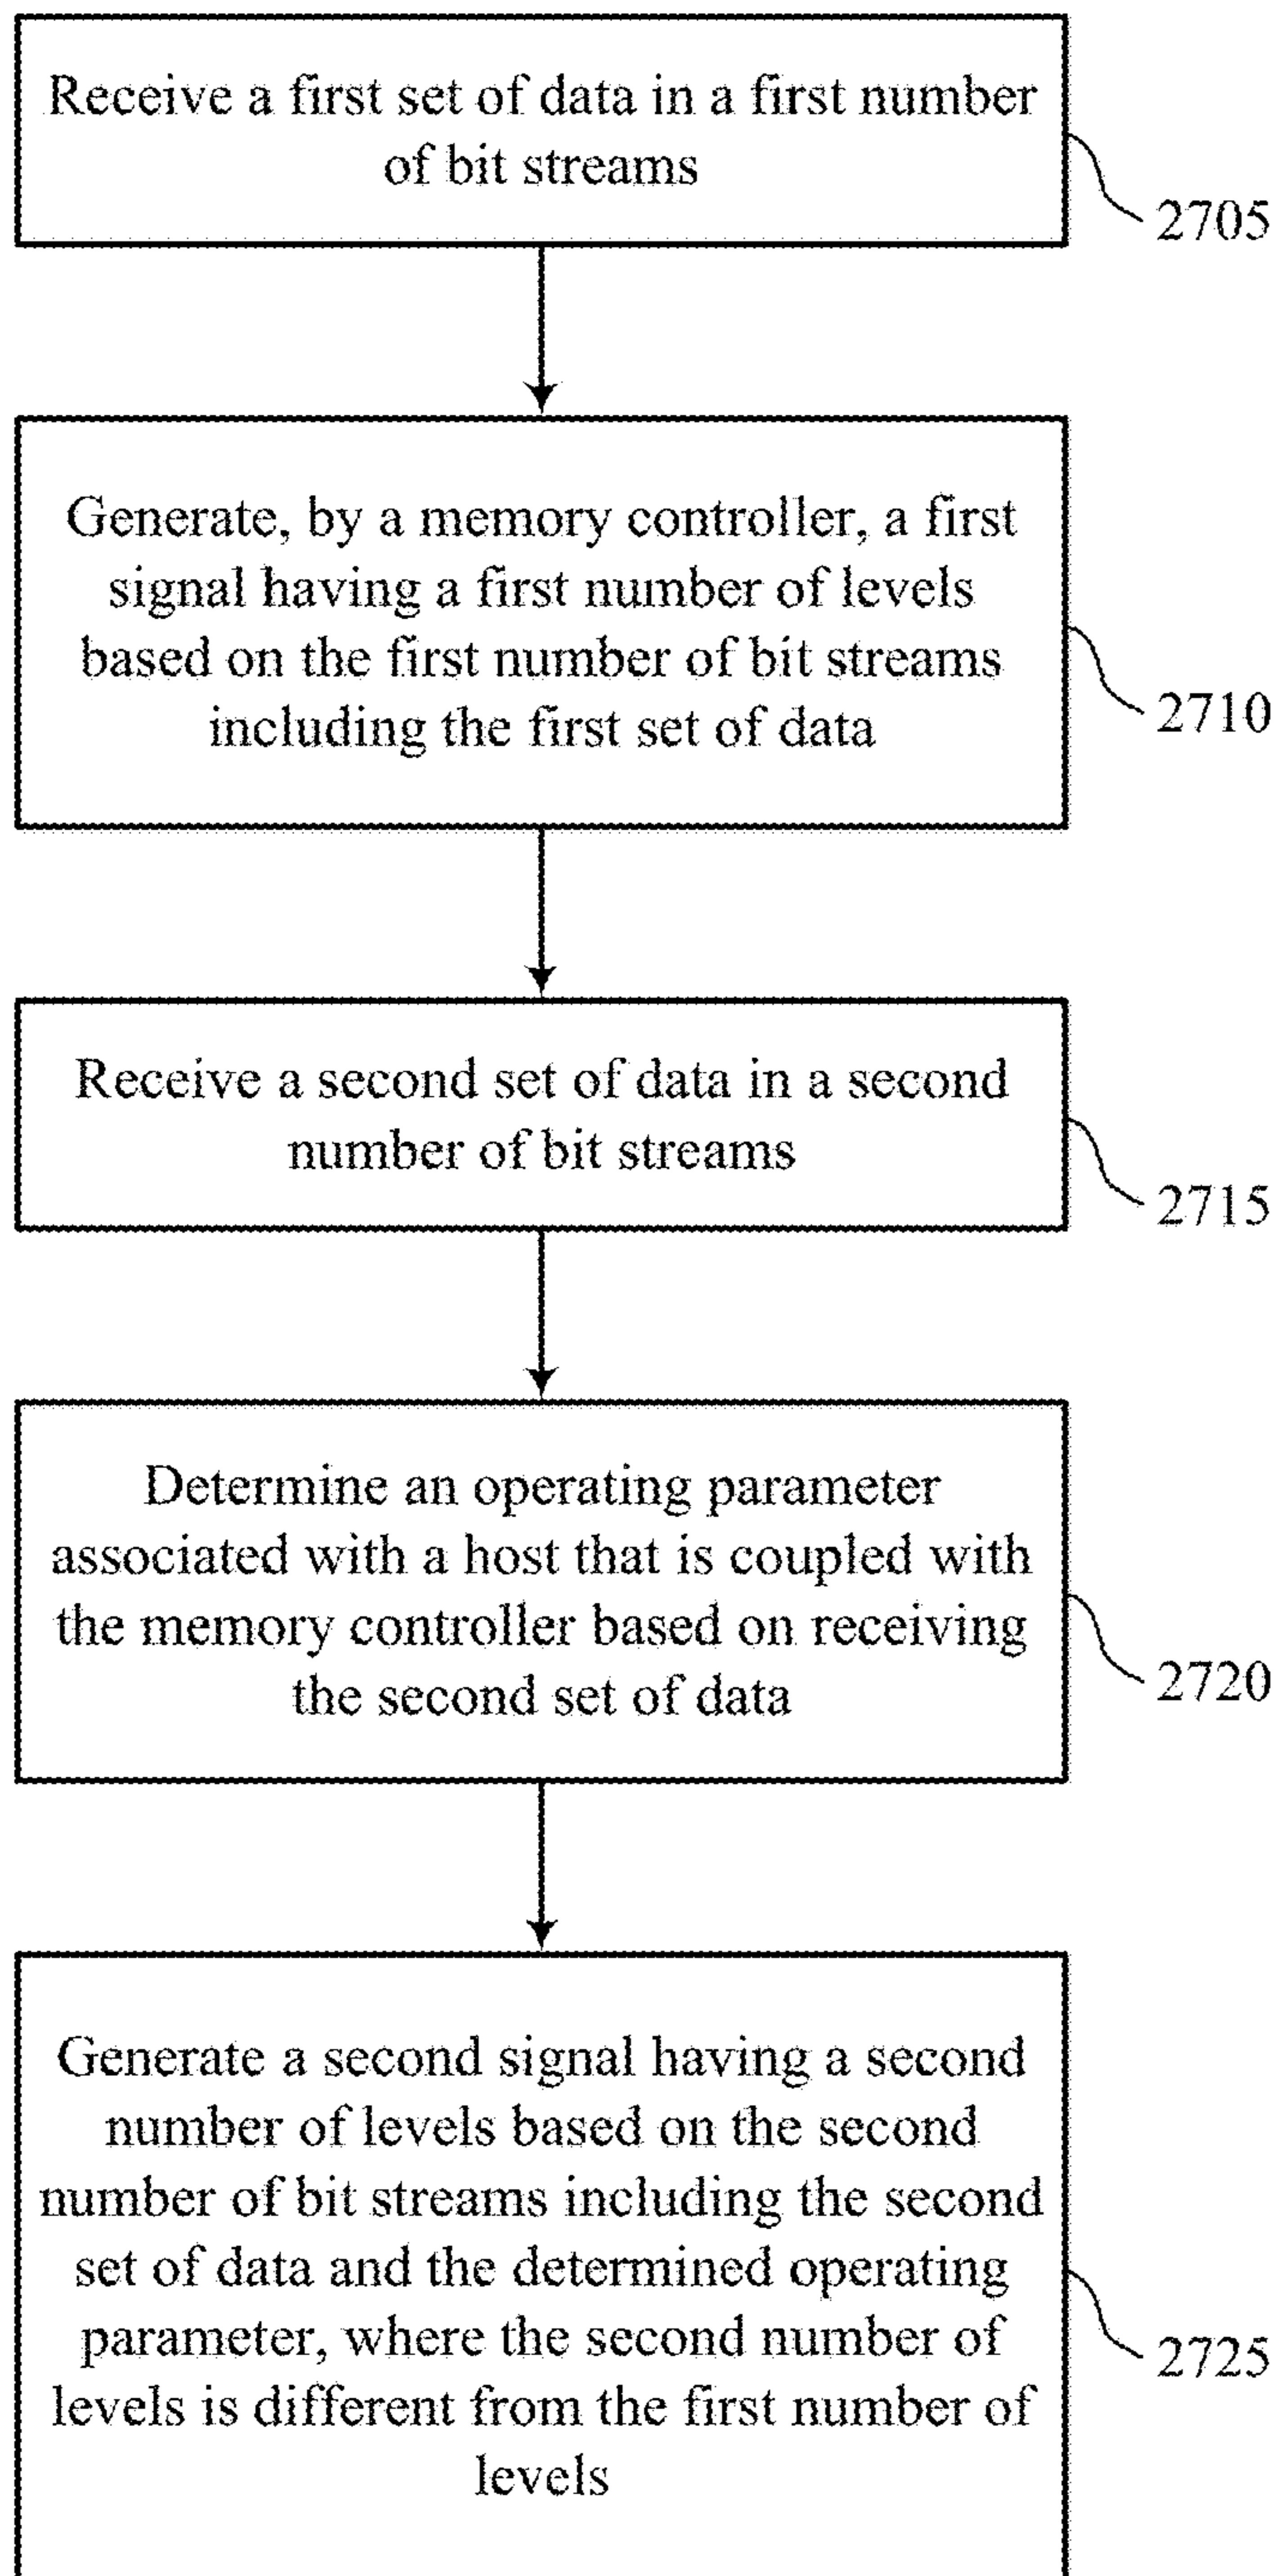 Receive a first set of data in a first number
of bit streams
2705
Generate, by a memory controller, a first
signal having a first number of levels
based on the first number of bit streams
including the first set of data
2710
Receive a second set of data in a second
number of bit streams
2715
Determine an operating parameter
associated with a host that is coupled with
the memory controller based on receiving
the second set of data
2720
Generate a second signal having a second
number of levels based on the second
number of bit streams including the second
set of data and the determined operating
parameter, where the second number of
levels is different from the first number of
levels
2725